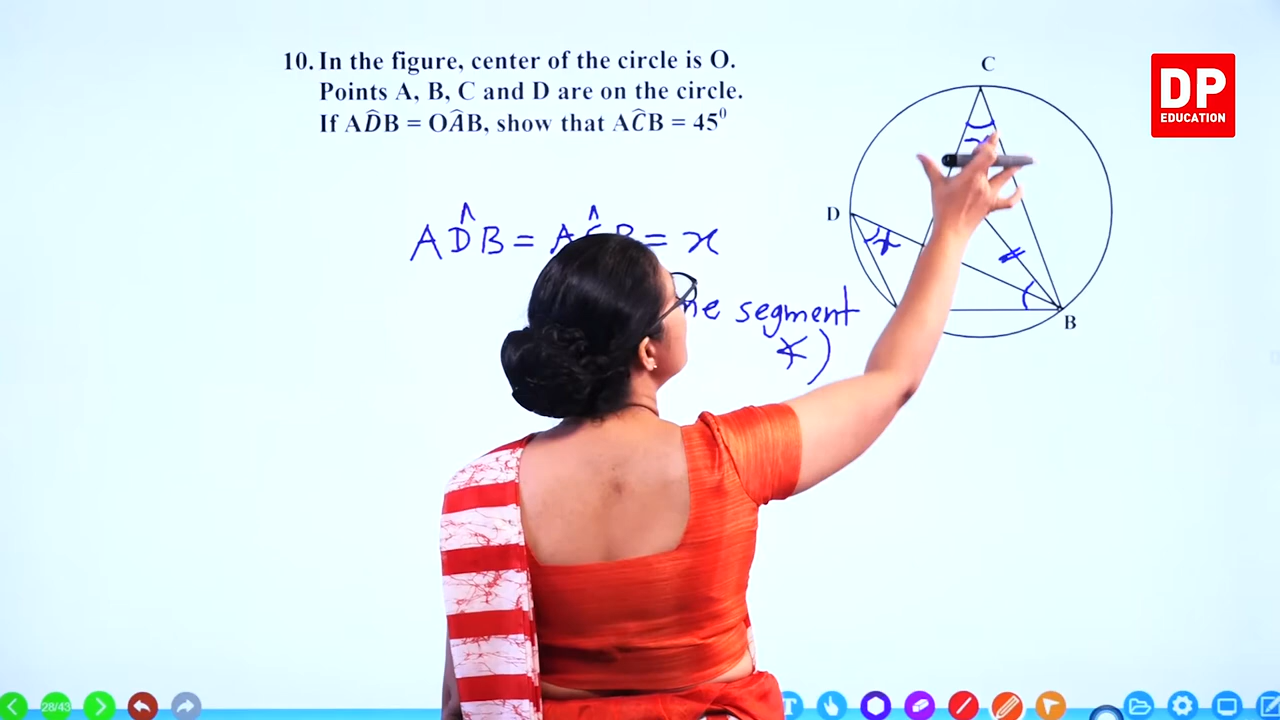 10. In the figure, center of the circle is O.
Points A, B, C and D are on the circle.
If AD̂B = OÂB, show that AĈB = 45⁰
DP
EDUCATION
C
D
B
x
AD̂B = AĈB = x
segment
28/43